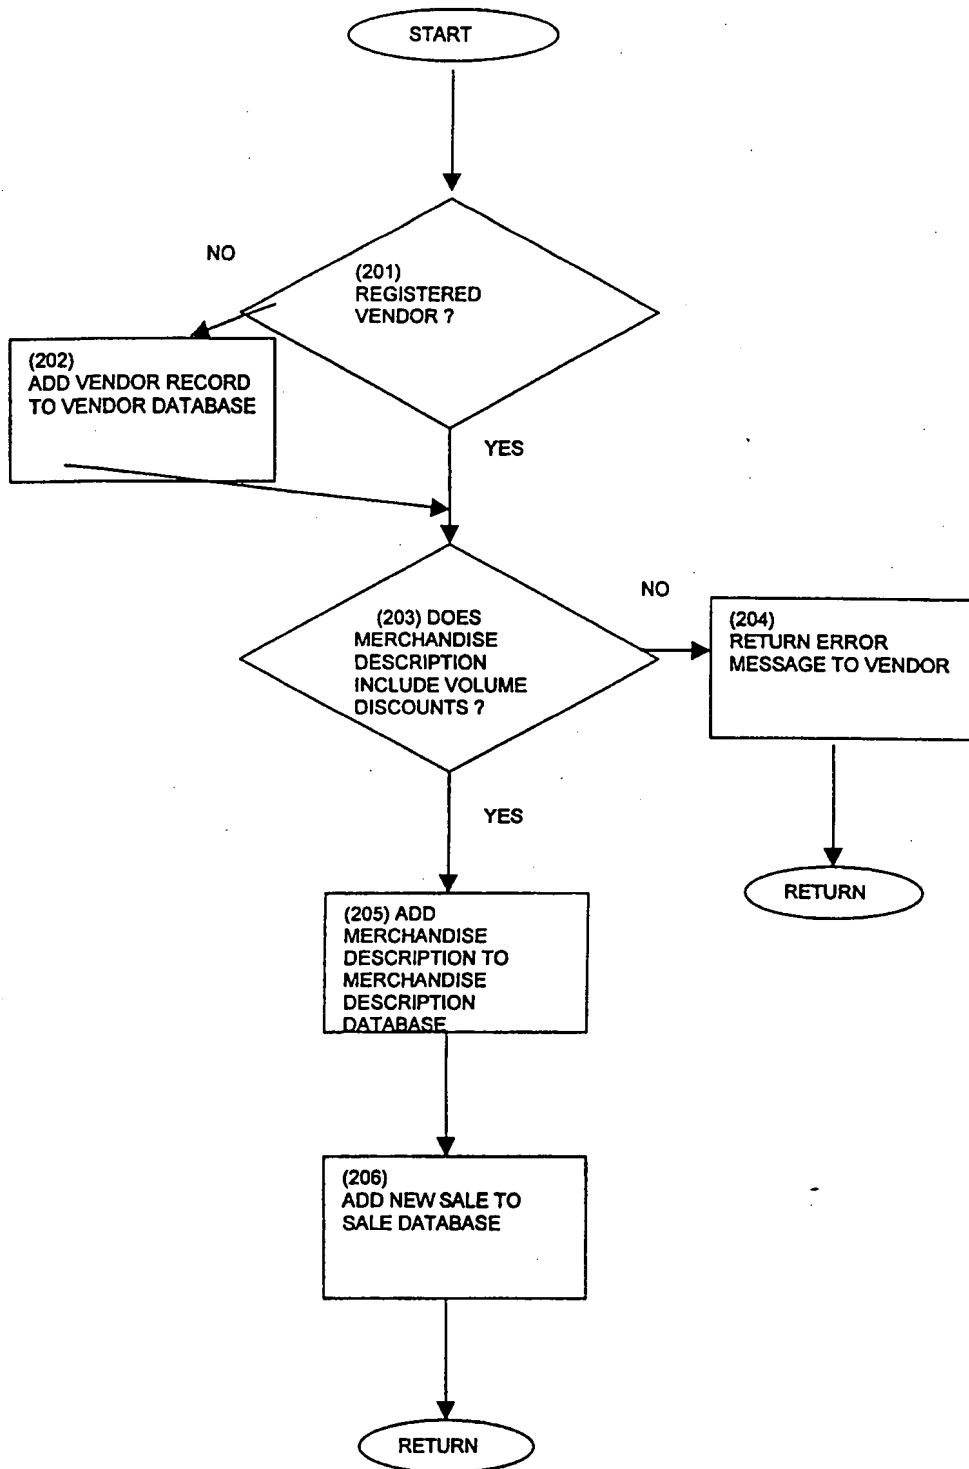 START
NO
(201)
REGISTERED
VENDOR ?
(202)
ADD VENDOR RECORD
TO VENDOR DATABASE
YES
NO
(203) DOES
MERCHANDISE
DESCRIPTION
INCLUDE VOLUME
DISCOUNTS ?
(204)
RETURN ERROR
MESSAGE TO VENDOR
YES
RETURN
(205) ADD
MERCHANDISE
DESCRIPTION TO
MERCHANDISE
DESCRIPTION
DATABASE
(206)
ADD NEW SALE TO
SALE DATABASE
RETURN